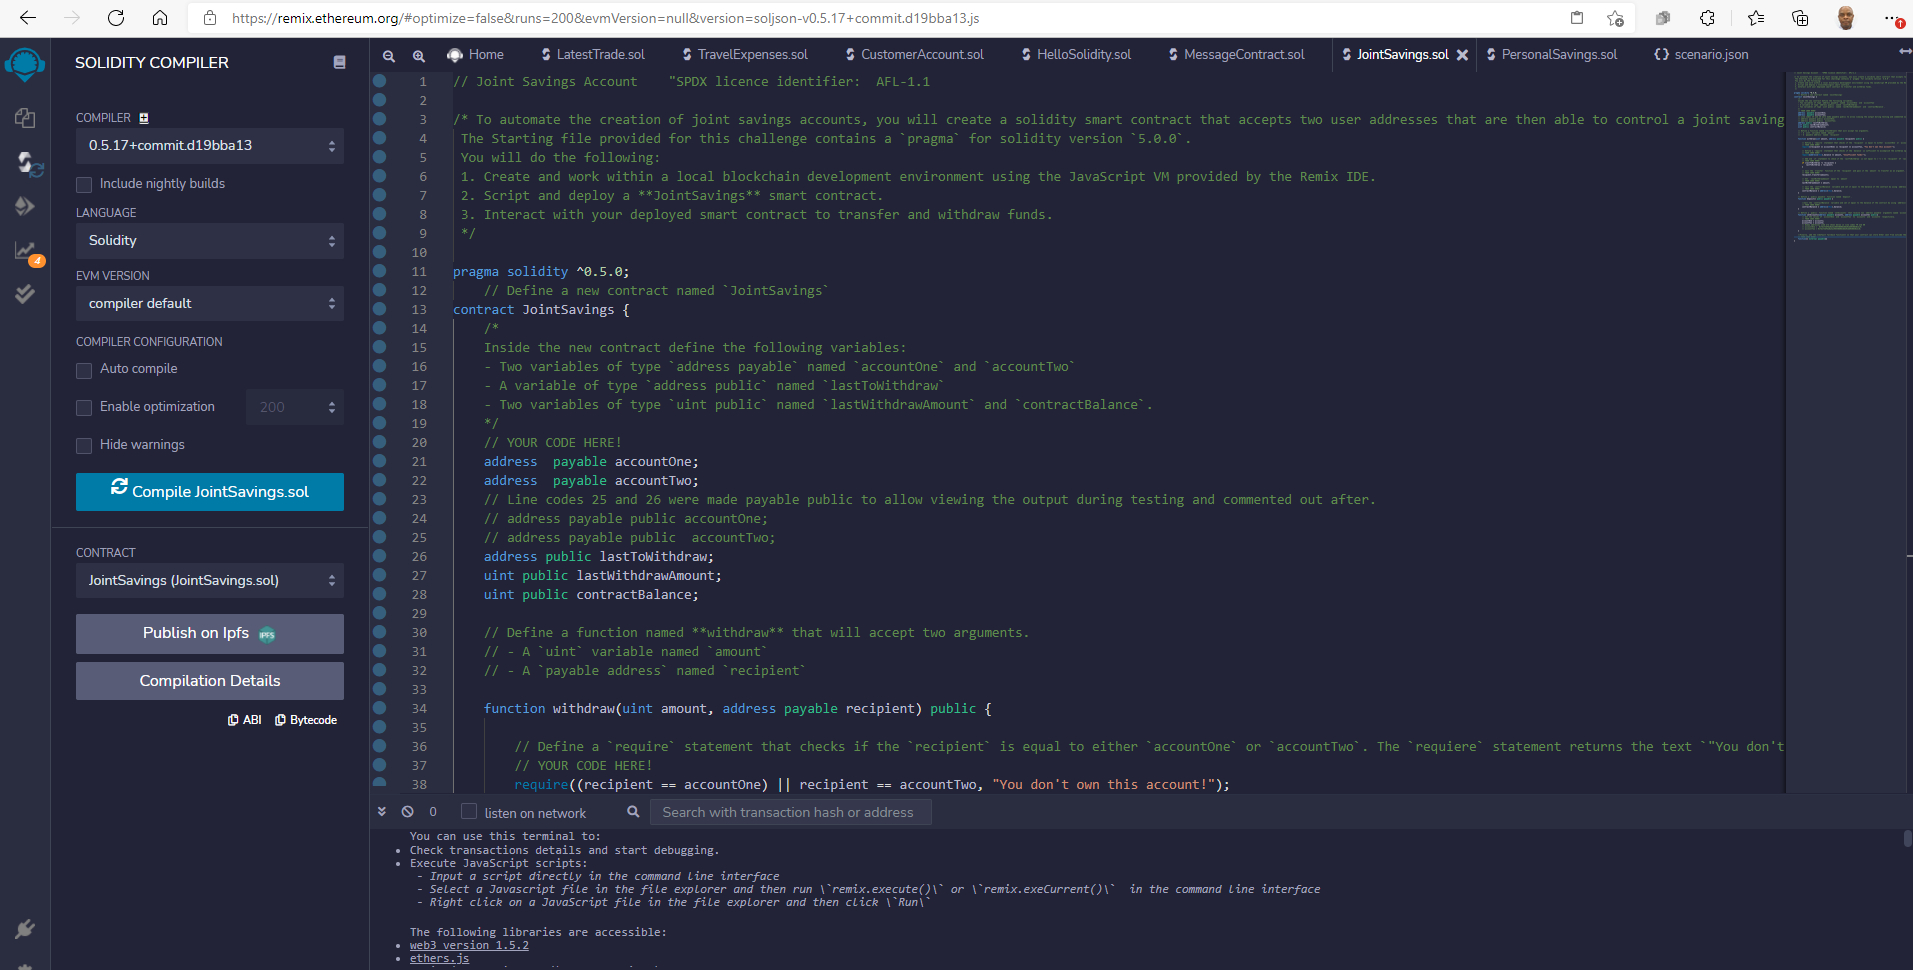 https://remix.ethereum.org/#optimize=false&runs=200&evmVersion=null&version=soljson-v0.5.17+commit.d19bba13.js
SOLIDITY COMPILER
COMPILER
0.5.17+commit.d19bba13
Include nightly builds
LANGUAGE
Solidity
EVM VERSION
compiler default
COMPILER CONFIGURATION
Auto compile
Enable optimization 200
Hide warnings
Compile JointSavings.sol
CONTRACT
JointSavings (JointSavings.sol)
Publish on Ipfs IPFS
Compilation Details
ABI Bytecode
4
Home LatestTrade.sol TravelExpenses.sol CustomerAccount.sol HelloSolidity.sol MessageContract.sol JointSavings.sol PersonalSavings.sol scenario.json
1 // Joint Savings Account    "SPDX licence identifier:  AFL-1.1
2
3 /* To automate the creation of joint savings accounts, you will create a solidity smart contract that accepts two user addresses that are then able to control a joint saving
4 The Starting file provided for this challenge contains a `pragma` for solidity version `5.0.0`.
5 You will do the following:
6 1. Create and work within a local blockchain development environment using the JavaScript VM provided by the Remix IDE.
7 2. Script and deploy a **JointSavings** smart contract.
8 3. Interact with your deployed smart contract to transfer and withdraw funds.
9 */
10
11 pragma solidity ^0.5.0;
12 // Define a new contract named `JointSavings`
13 contract JointSavings {
14 /*
15 Inside the new contract define the following variables:
16 - Two variables of type `address payable` named `accountOne` and `accountTwo`
17 - A variable of type `address public` named `lastToWithdraw`
18 - Two variables of type `uint public` named `lastWithdrawAmount` and `contractBalance`.
19 */
20 // YOUR CODE HERE!
21 address  payable accountOne;
22 address  payable accountTwo;
23 // Line codes 25 and 26 were made payable public to allow viewing the output during testing and commented out after.
24 // address payable public accountOne;
25 // address payable public  accountTwo;
26 address public lastToWithdraw;
27 uint public lastWithdrawAmount;
28 uint public contractBalance;
29
30 // Define a function named **withdraw** that will accept two arguments.
31 // - A `uint` variable named `amount`
32 // - A `payable address` named `recipient`
33
34 function withdraw(uint amount, address payable recipient) public {
35
36 // Define a `require` statement that checks if the `recipient` is equal to either `accountOne` or `accountTwo`. The `requiere` statement returns the text `"You don't
37 // YOUR CODE HERE!
38 require((recipient == accountOne) || recipient == accountTwo, "You don't own this account!");
0 listen on network Search with transaction hash or address
You can use this terminal to:
• Check transactions details and start debugging.
• Execute JavaScript scripts:
- Input a script directly in the command line interface
- Select a Javascript file in the file explorer and then run \`remix.execute()\` or \`remix.exeCurrent()\`  in the command line interface
- Right click on a JavaScript file in the file explorer and then click \`Run\`
The following libraries are accessible:
• web3 version 1.5.2
• ethers.js